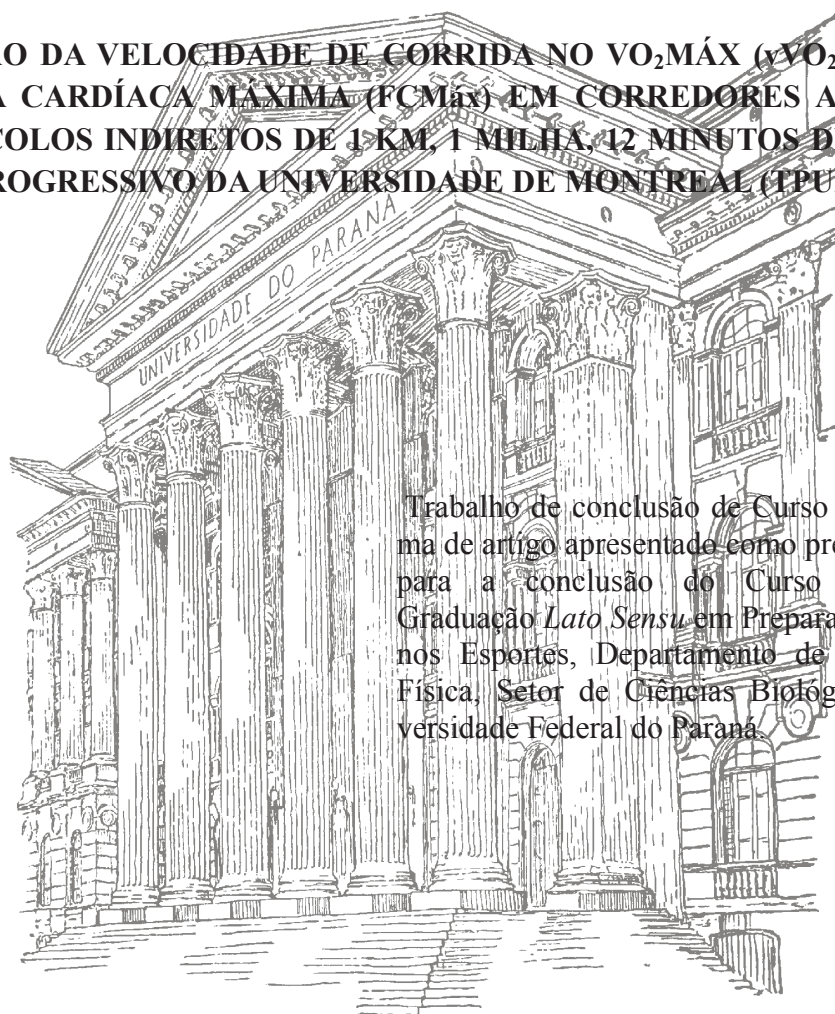 O DA VELOCIDADE DE CORRIDA NO VO₂MÁX (vVO₂
A CARDÍACA MÁXIMA (FCMáx) EM CORREDORES A
COLOS INDIRETOS DE 1 KM, 1 MILHA, 12 MINUTOS D
ROGRESSIVO DA UNIVERSIDADE DE MONTREAL (TPU
UNIVERSIDADE DO PARANÁ
Trabalho de conclusão de Curso
ma de artigo apresentado como pré
para a conclusão do Curso
Graduação Lato Sensu em Prepara
nos Esportes, Departamento de
Física, Setor de Ciências Biológ
versidade Federal do Paraná.